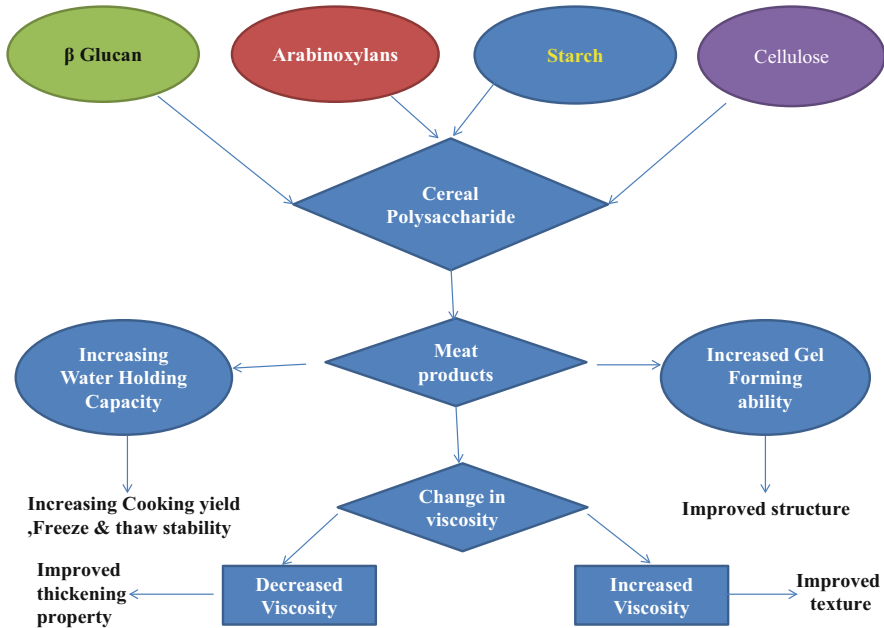 β Glucan
Arabinoxylans
Starch
Cellulose
Cereal
Polysaccharide
Increasing
Water Holding
Capacity
Meat
products
Increased Gel
Forming
ability
Increasing Cooking yield
,Freeze & thaw stability
Change in
viscosity
Improved structure
Improved
thickening
property
Decreased
Viscosity
Increased
Viscosity
Improved
texture